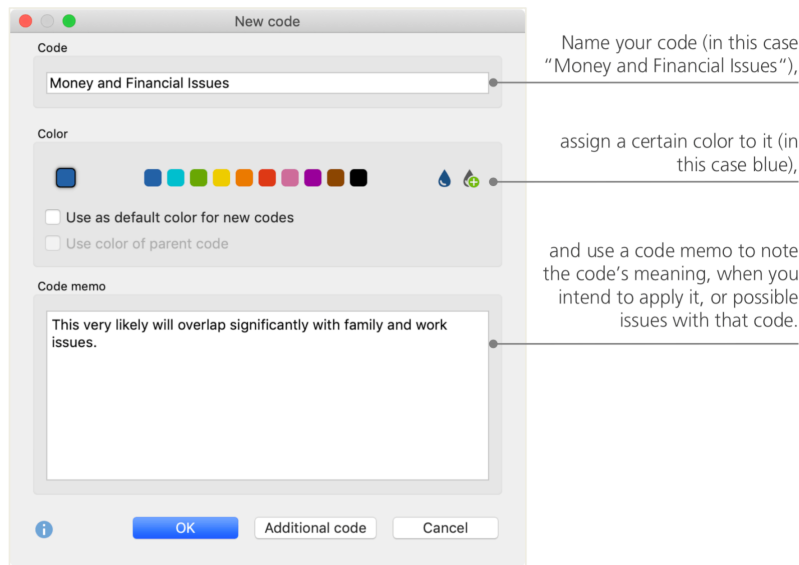 New code
Code
Money and Financial Issues
Name your code (in this case
“Money and Financial Issues“),
Color
assign a certain color to it (in
this case blue),
Use as default color for new codes
Use color of parent code
and use a code memo to note
the code’s meaning, when you
intend to apply it, or possible
issues with that code.
Code memo
This very likely will overlap significantly with family and work
issues.
OK
Additional code
Cancel